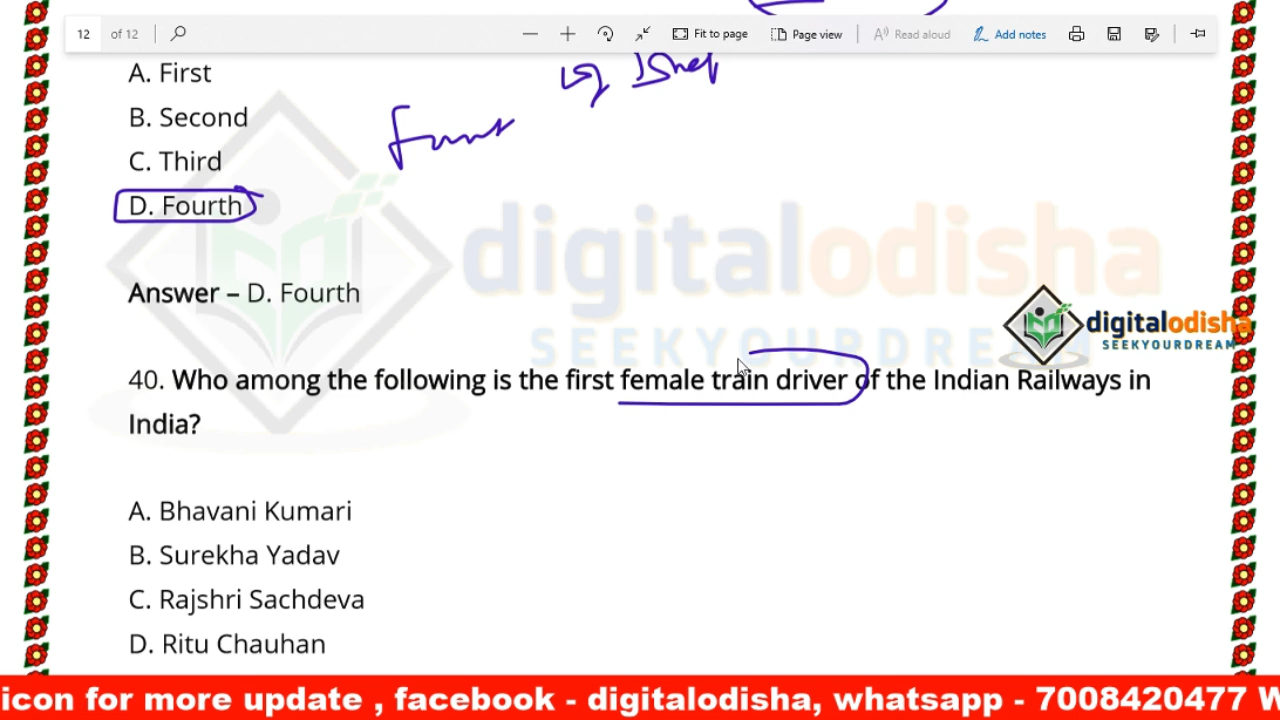 12 of 12 Fit to page Page view Read aloud Add notes
A. First
B. Second
C. Third
D. Fourth
digitalodisha
SEEKYOURDREAM
Answer – D. Fourth
digitalodisha
SEEKYOURDREAM
40. Who among the following is the first female train driver of the Indian Railways in
India?
A. Bhavani Kumari
B. Surekha Yadav
C. Rajshri Sachdeva
D. Ritu Chauhan
icon for more update , facebook - digitalodisha, whatsapp - 7008420477 W